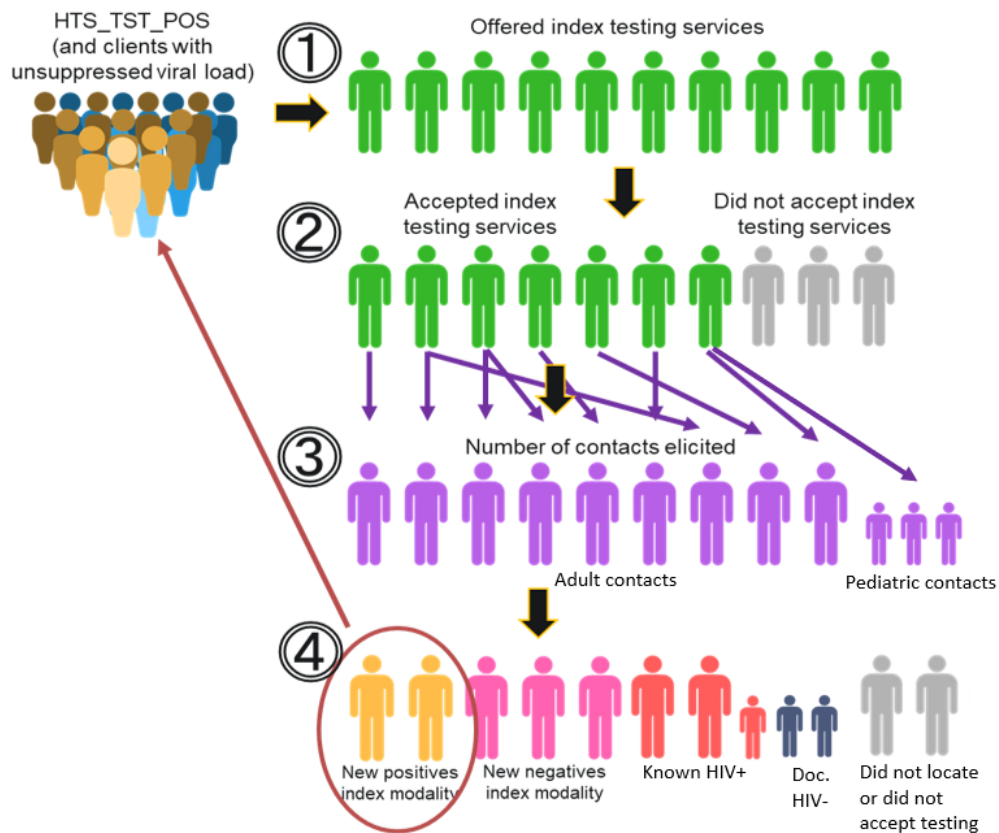 HTS_TST_POS
(and clients with
unsuppressed viral load)
1
Offered index testing services
2
Accepted index
testing services
Did not accept index
testing services
3
Number of contacts elicited
Adult contacts
Pediatric contacts
4
New positives
index modality
New negatives
index modality
Known HIV+
Doc.
HIV-
Did not locate
or did not
accept testing